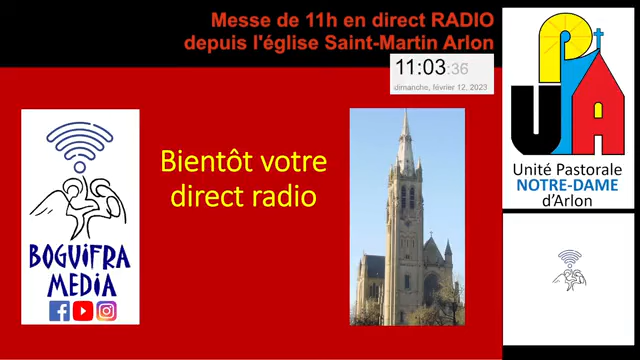 Messe de 11h en direct RADIO
depuis l'église Saint-Martin Arlon
11:03:36
dimanche, février 12, 2023
Bientôt votre
direct radio
BOGUIFRA
MEDIA
UPA
Unité Pastorale
NOTRE-DAME
d'Arlon